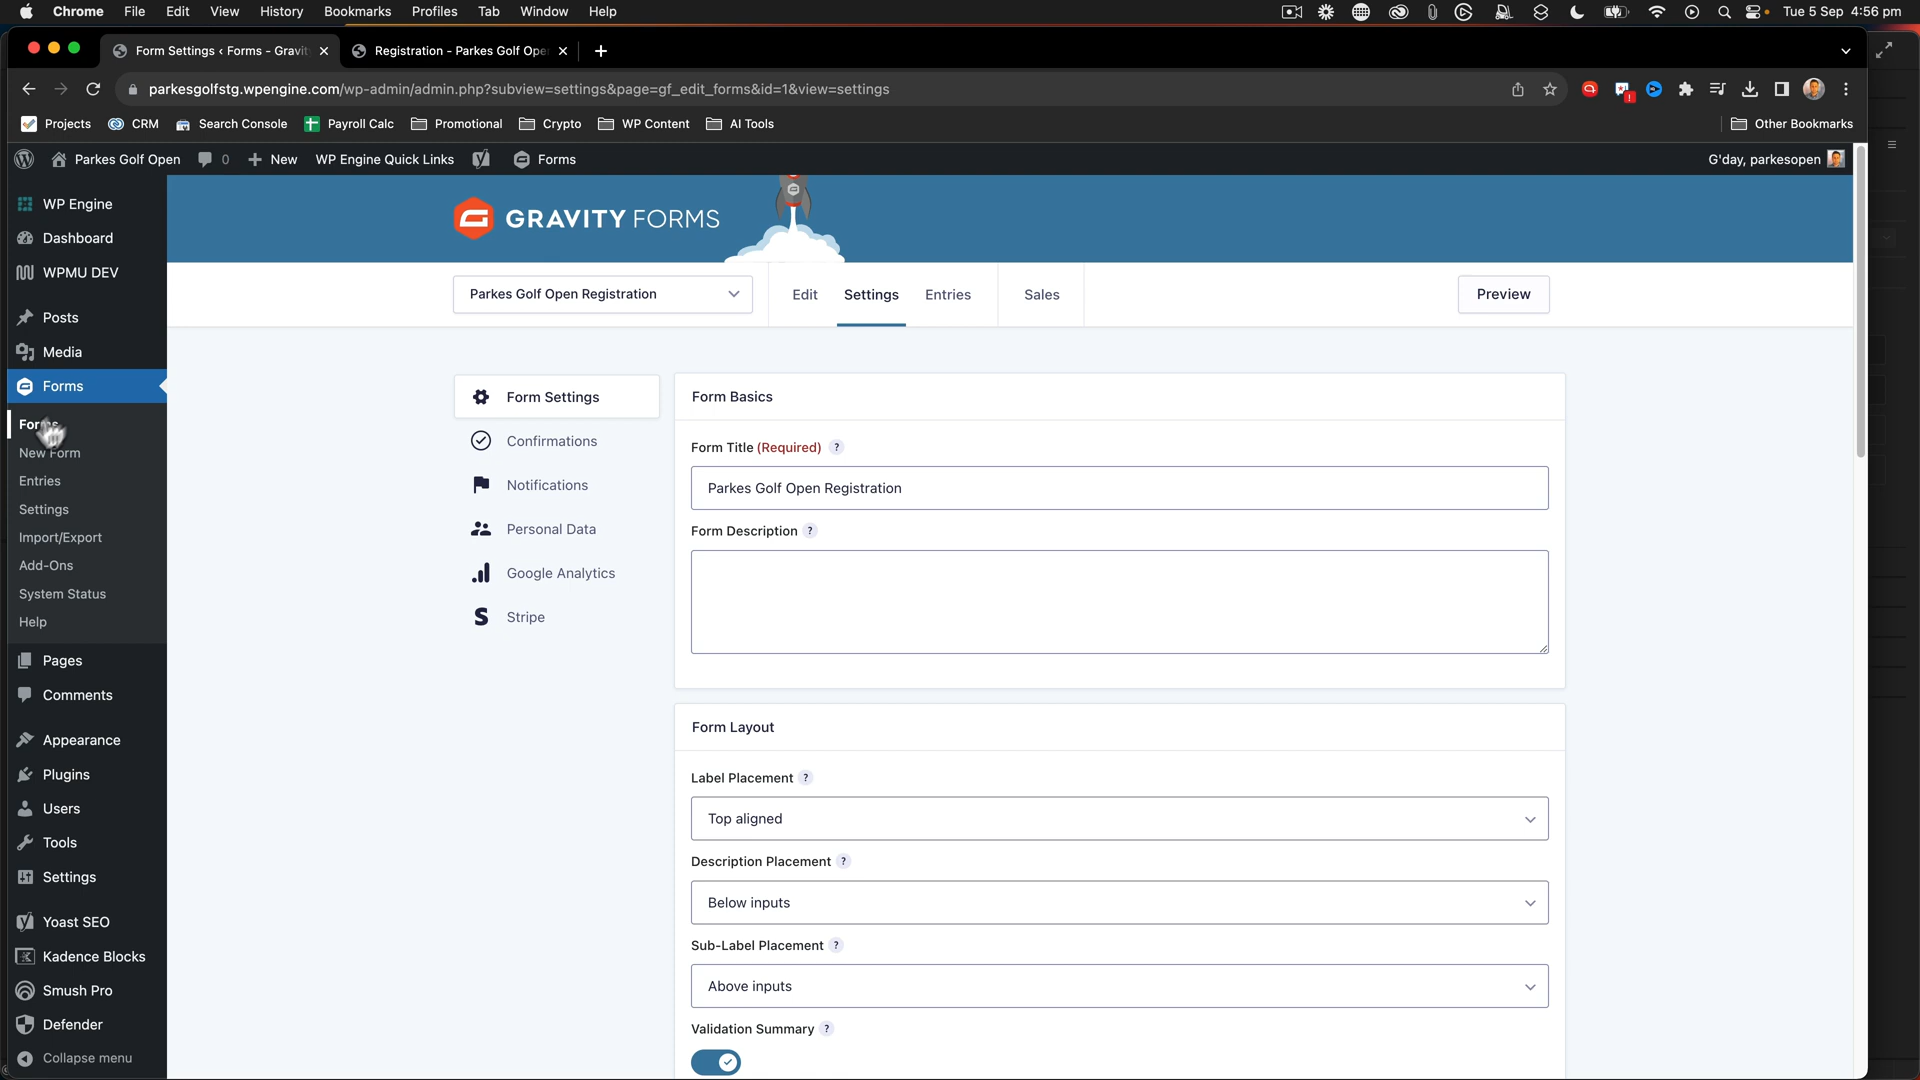 Chrome File Edit View History Bookmarks Profiles Tab Window Help Tue 5 Sep 4:56 pm
Form Settings ‹ Forms - Gravit Registration - Parkes Golf Ope
parkesgolfstg.wpengine.com/wp-admin/admin.php?subview=settings&page=gf_edit_forms&id=1&view=settings
Projects CRM Search Console Payroll Calc Promotional Crypto WP Content AI Tools Other Bookmarks
Parkes Golf Open 0 New WP Engine Quick Links Forms G'day, parkesopen
WP Engine
Dashboard
WPMU DEV
Posts
Media
Forms
Forms
New Form
Entries
Settings
Import/Export
Add-Ons
System Status
Help
Pages
Comments
Appearance
Plugins
Users
Tools
Settings
Yoast SEO
Kadence Blocks
Smush Pro
Defender
Collapse menu
GRAVITY FORMS
Parkes Golf Open Registration Edit Settings Entries Sales Preview
Form Settings
Confirmations
Notifications
Personal Data
Google Analytics
Stripe
Form Basics
Form Title (Required) ?
Parkes Golf Open Registration
Form Description ?
Form Layout
Label Placement ?
Top aligned
Description Placement ?
Below inputs
Sub-Label Placement ?
Above inputs
Validation Summary ?